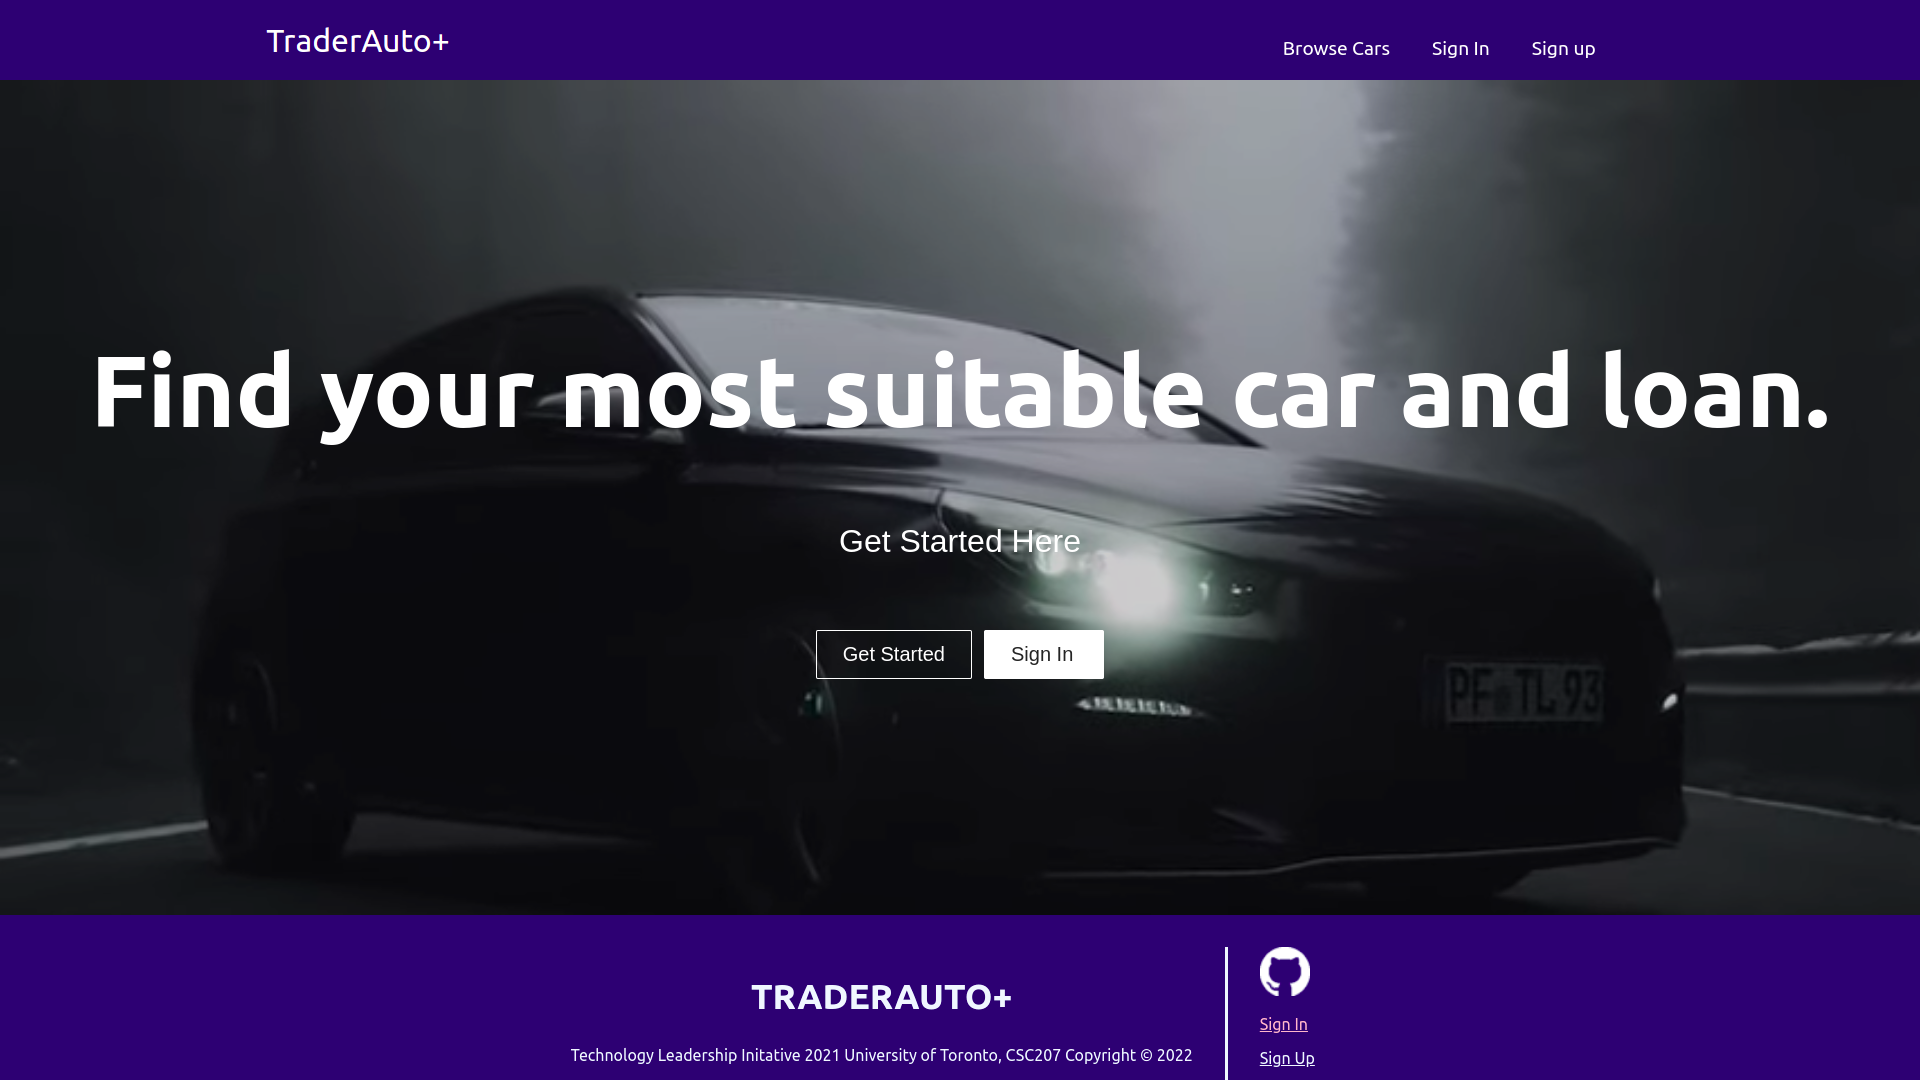 TraderAuto+
Browse Cars
Sign In
Sign up
Find your most suitable car and loan.
Get Started Here
Get Started
Sign In
PF TL 93
TRADERAUTO+
Technology Leadership Initative 2021 University of Toronto, CSC207 Copyright © 2022
Sign In
Sign Up